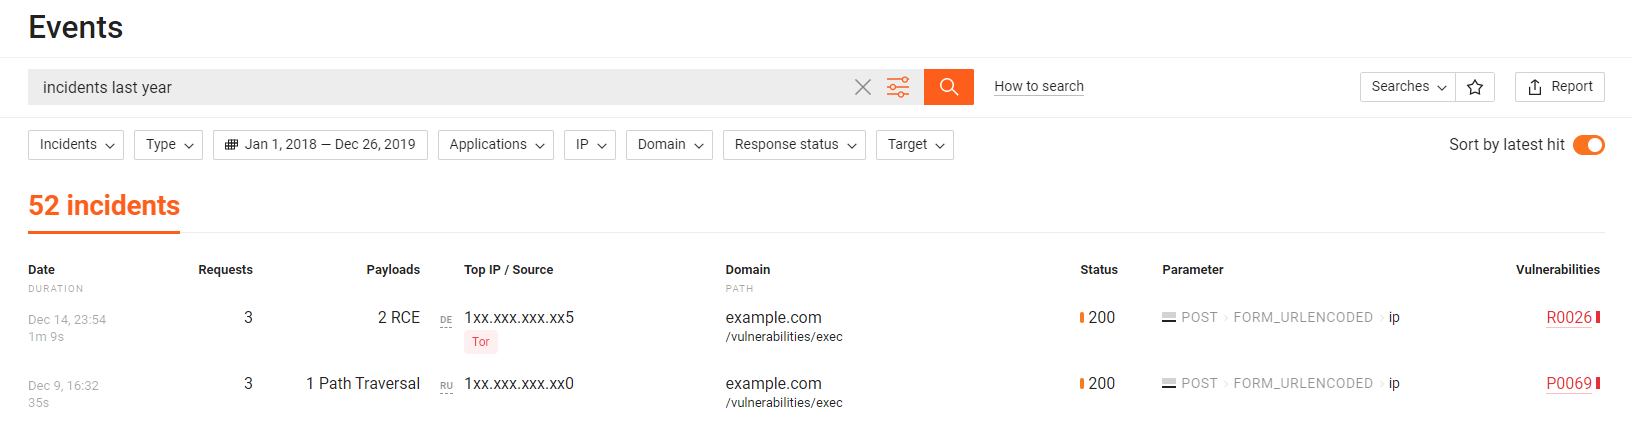 Events
incidents last year
How to search
Searches
Report
Incidents
Type
Jan 1, 2018 — Dec 26, 2019
Applications
IP
Domain
Response status
Target
Sort by latest hit
52 incidents
Date Requests Payloads Top IP / Source Domain Status Parameter Vulnerabilities
DURATION PATH
Dec 14, 23:54 3 2 RCE DE 1xx.xxx.xxx.xx5 example.com 200 POST › FORM_URLENCODED › ip R0026
1m 9s Tor /vulnerabilities/exec
Dec 9, 16:32 3 1 Path Traversal RU 1xx.xxx.xxx.xx0 example.com 200 POST › FORM_URLENCODED › ip P0069
35s /vulnerabilities/exec